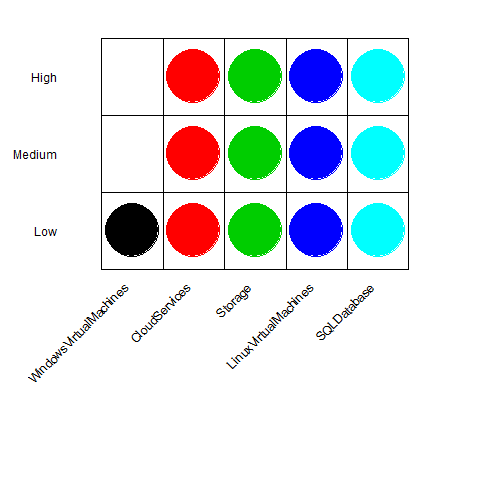 High
Medium
Low
WindowsVirtualMachines
CloudServices
Storage
LinuxVirtualMachines
SQLDatabase